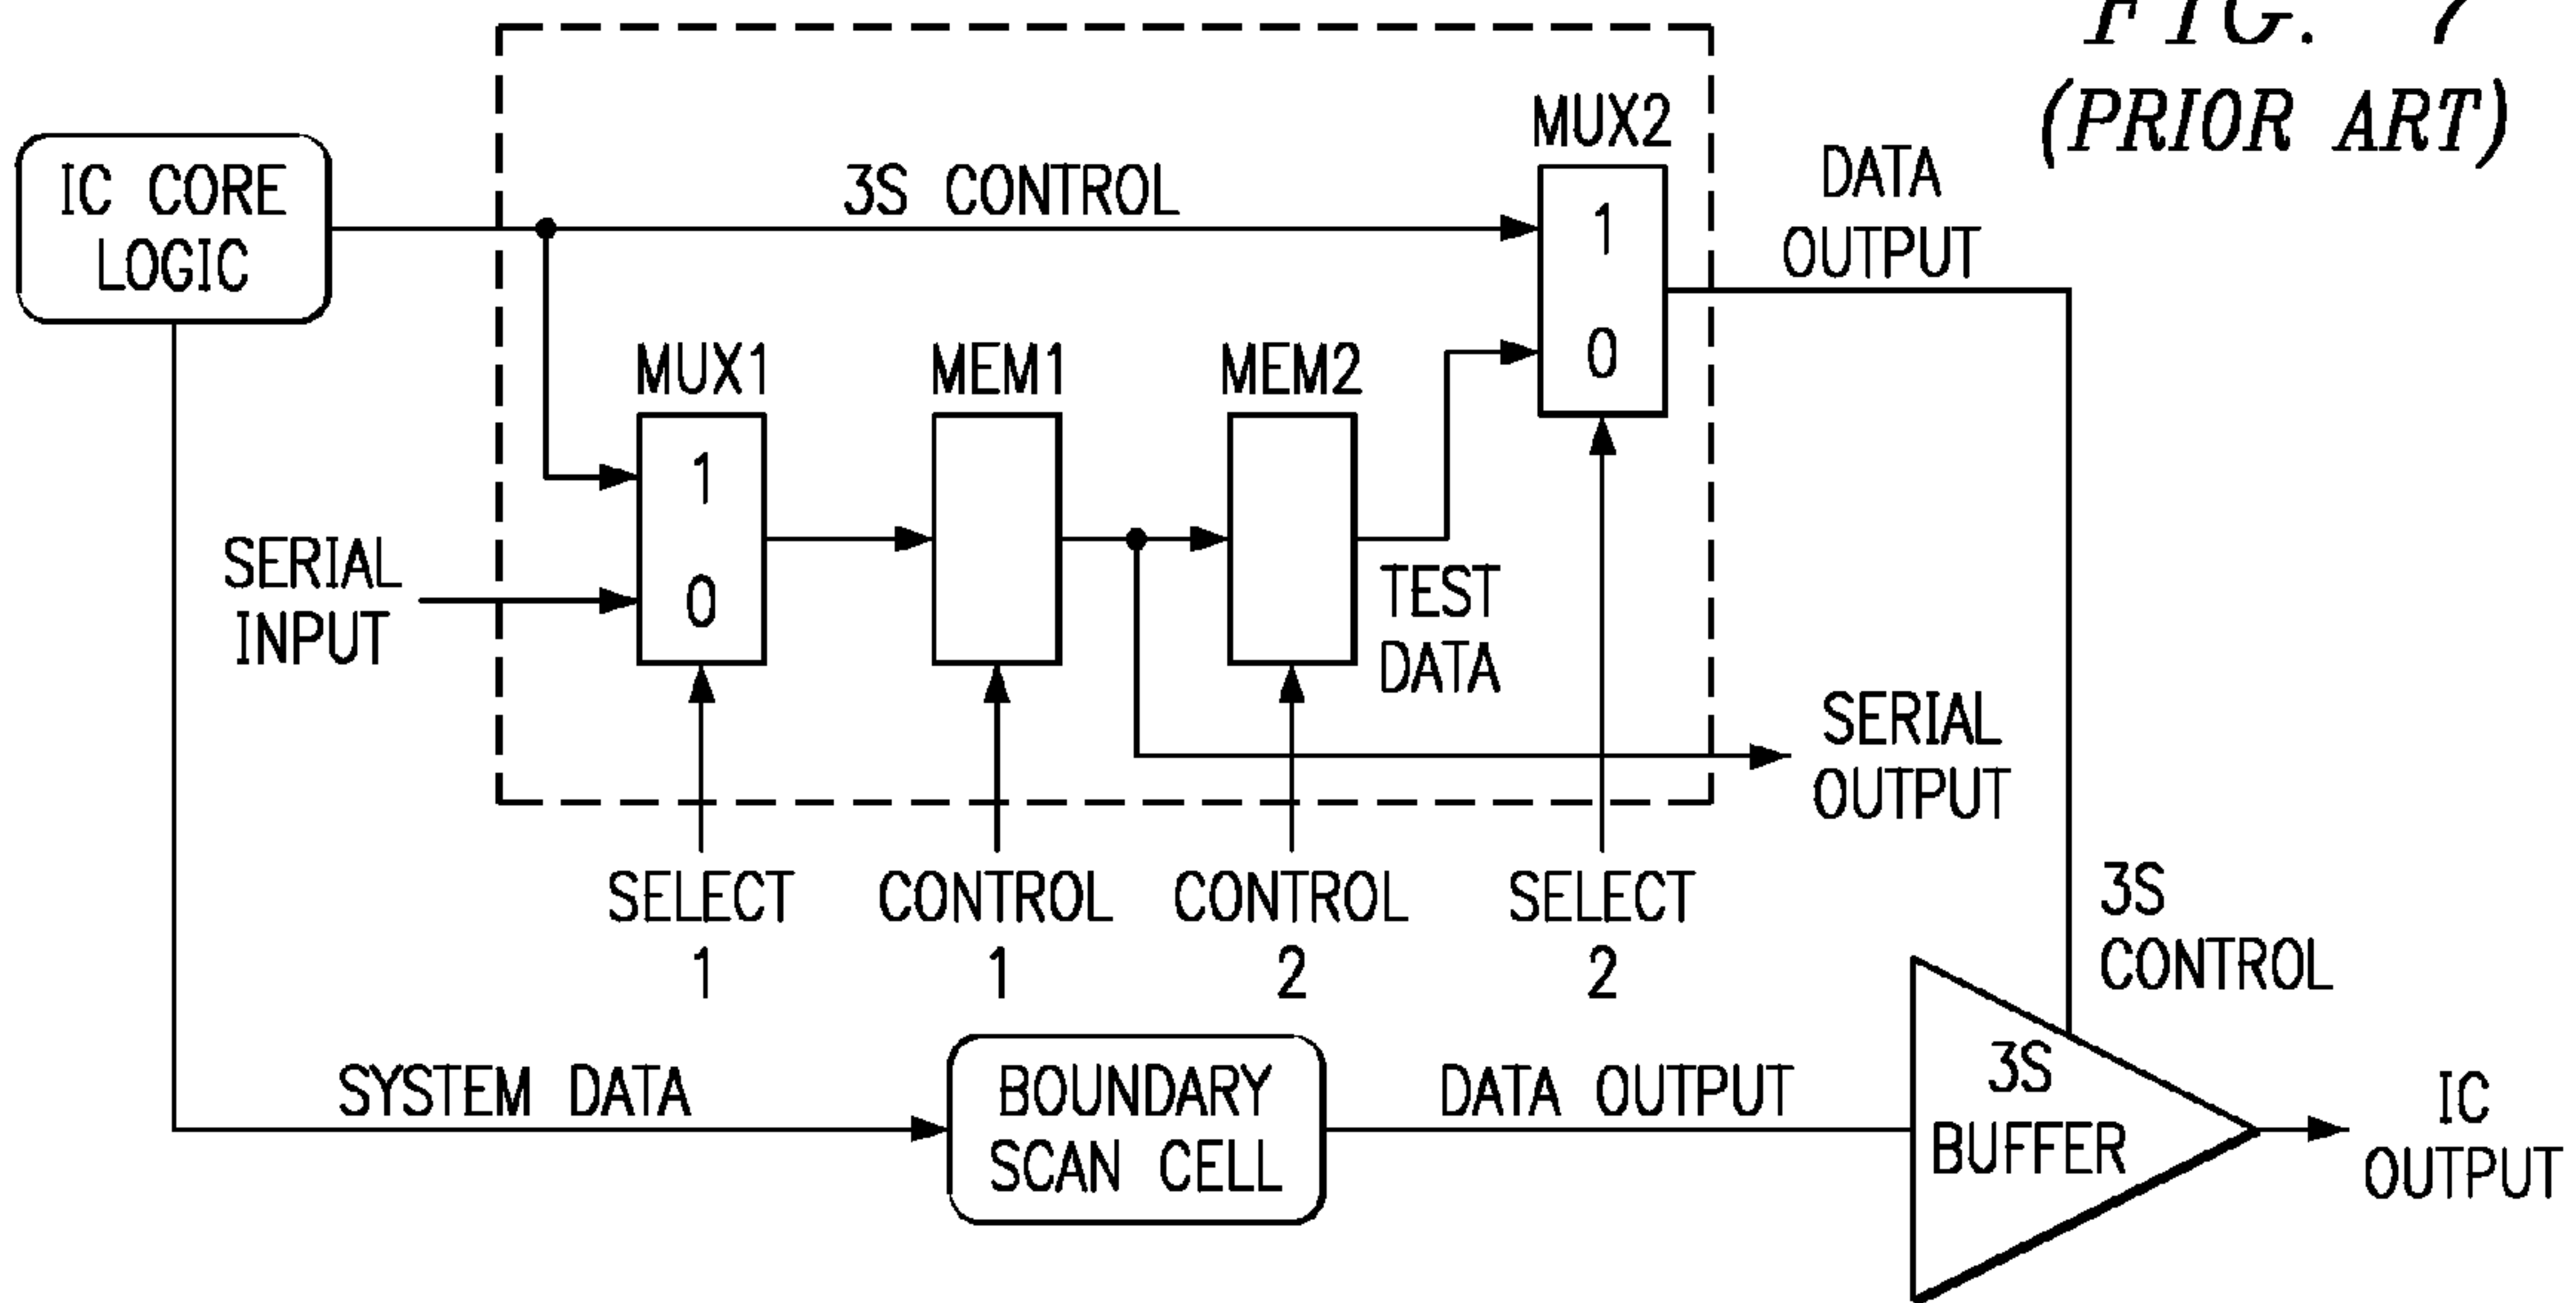 FIG. 7
(PRIOR ART)
MUX2
DATA
OUTPUT
IC CORE
LOGIC
3S CONTROL
1
0
MUX1
MEM1
MEM2
1
0
SERIAL
INPUT
TEST
DATA
SERIAL
OUTPUT
SELECT
1
CONTROL
1
CONTROL
2
SELECT
2
3S
CONTROL
SYSTEM DATA
BOUNDARY
SCAN CELL
DATA OUTPUT
3S
BUFFER
IC
OUTPUT